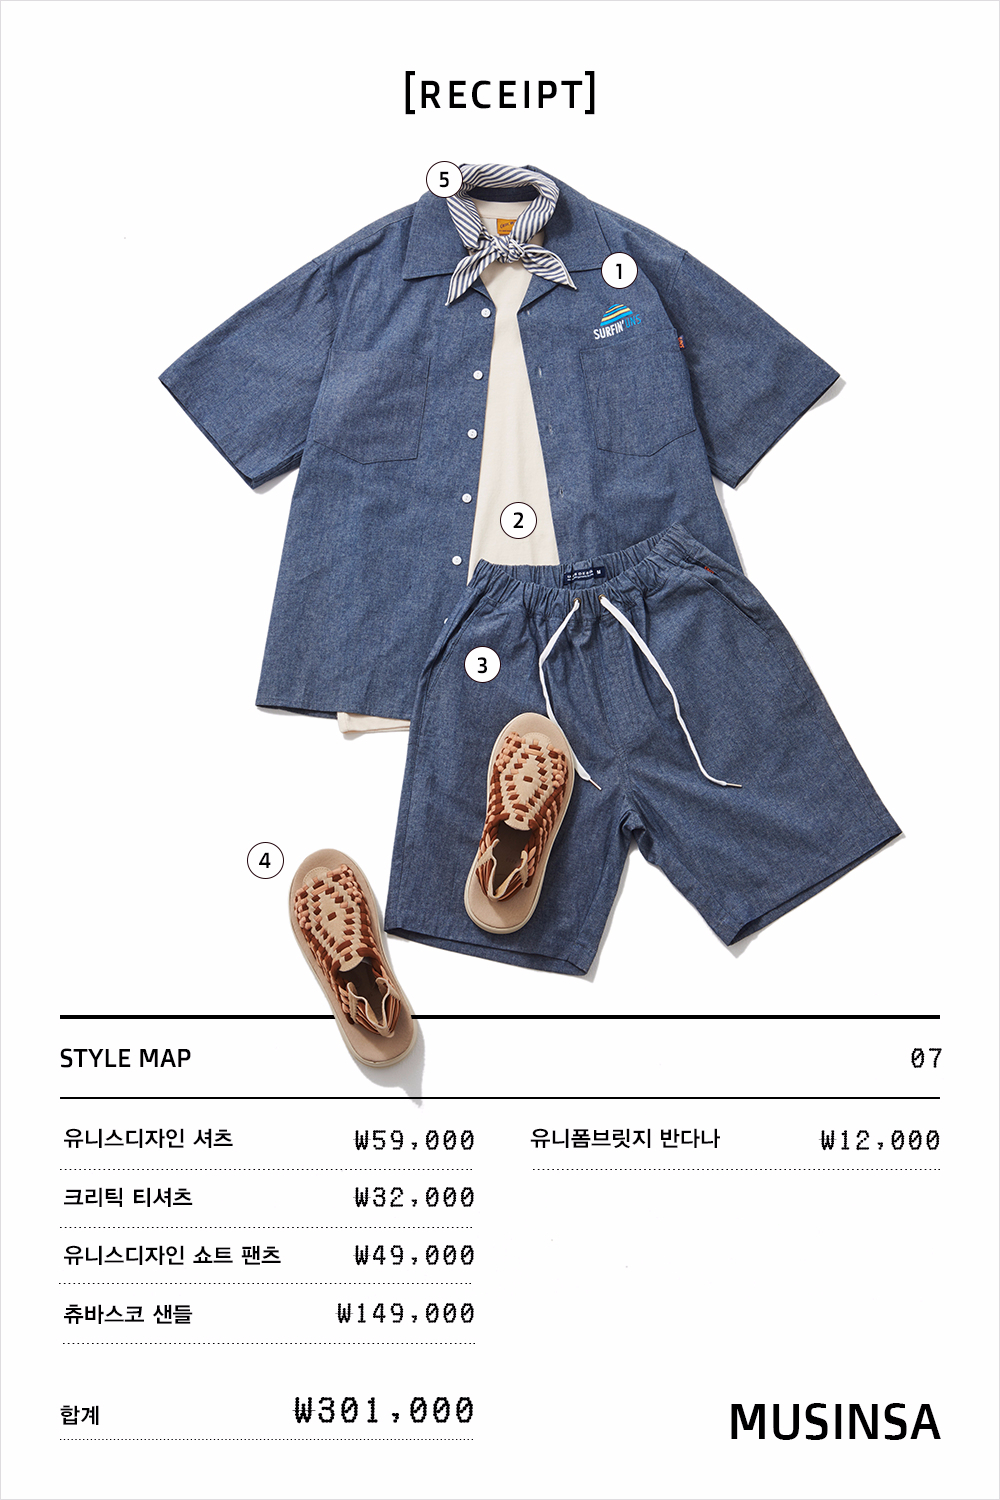 [RECEIPT]
5
1
SURFIN'
2
3
4
STYLE MAP 07
유니스디자인 셔츠 ₩59,000
유니폼브릿지 반다나 ₩12,000
크리틱 티셔츠 ₩32,000
유니스디자인 쇼트 팬츠 ₩49,000
츄바스코 샌들 ₩149,000
합계 ₩301,000
MUSINSA